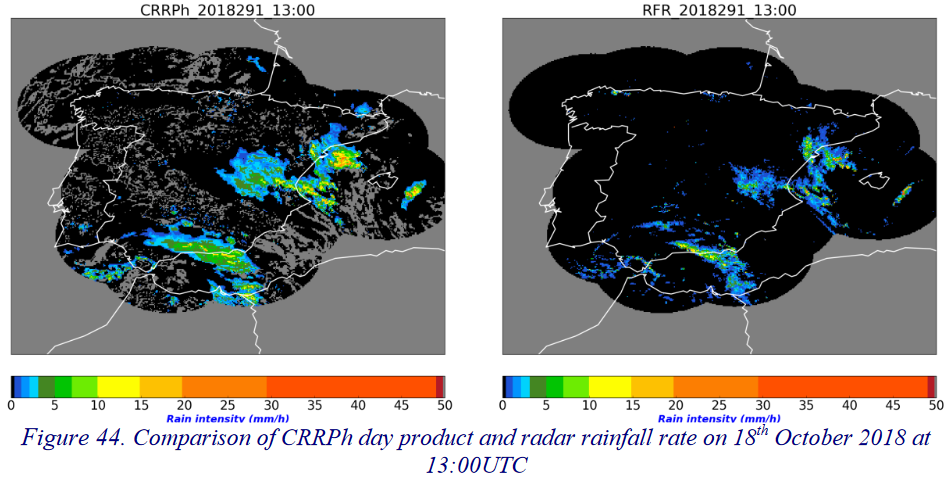 CRRPh_2018291_13:00
RFR_2018291_13:00
0 5 10 15 20 25 30 35 40 45 50
Rain intensity (mm/h)
0 5 10 15 20 25 30 35 40 45 50
Rain intensity (mm/h)
Figure 44. Comparison of CRRPh day product and radar rainfall rate on 18th October 2018 at
13:00UTC